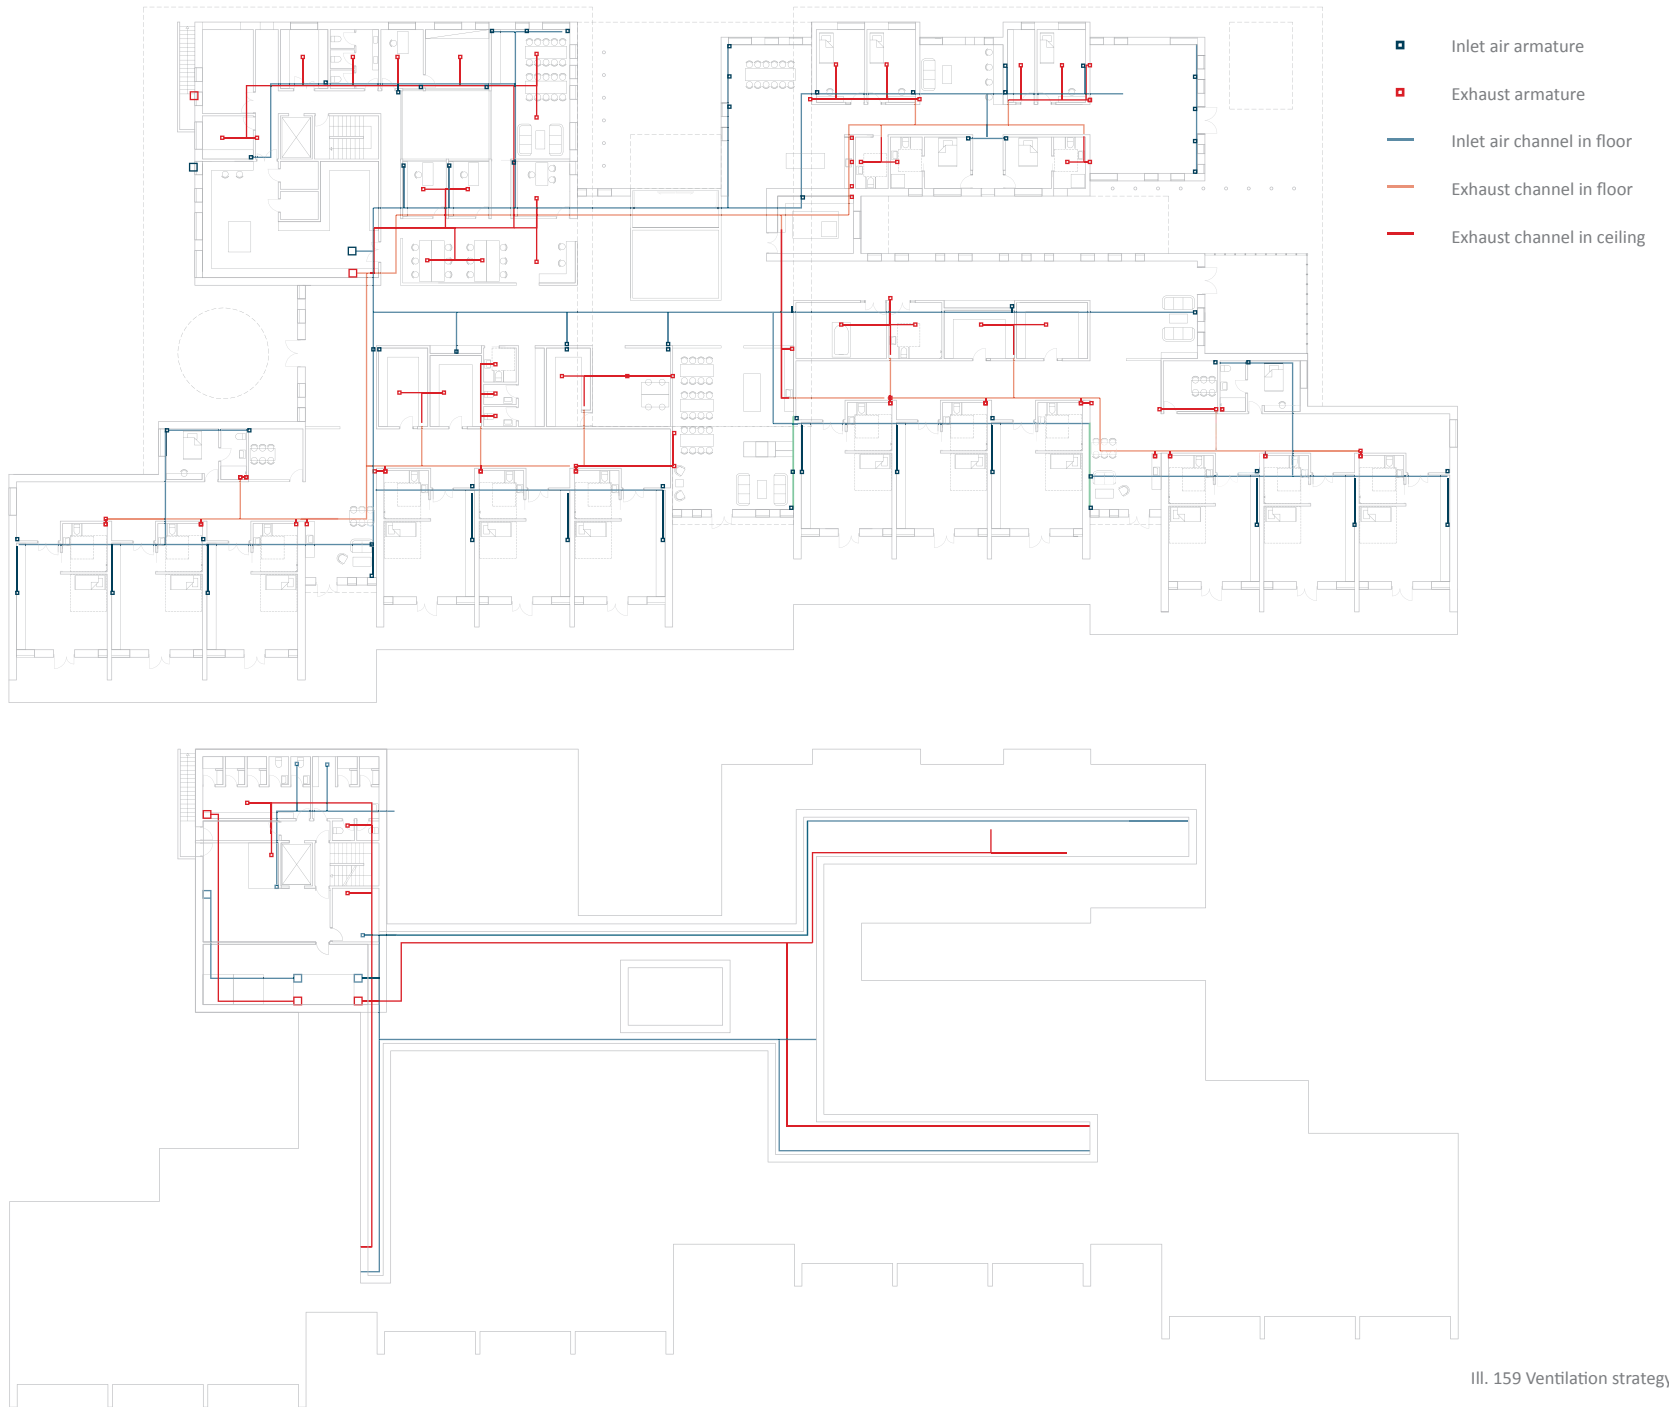 Inlet air armature
Exhaust armature
Inlet air channel in floor
Exhaust channel in floor
Exhaust channel in ceiling
Ill. 159 Ventilation strategy